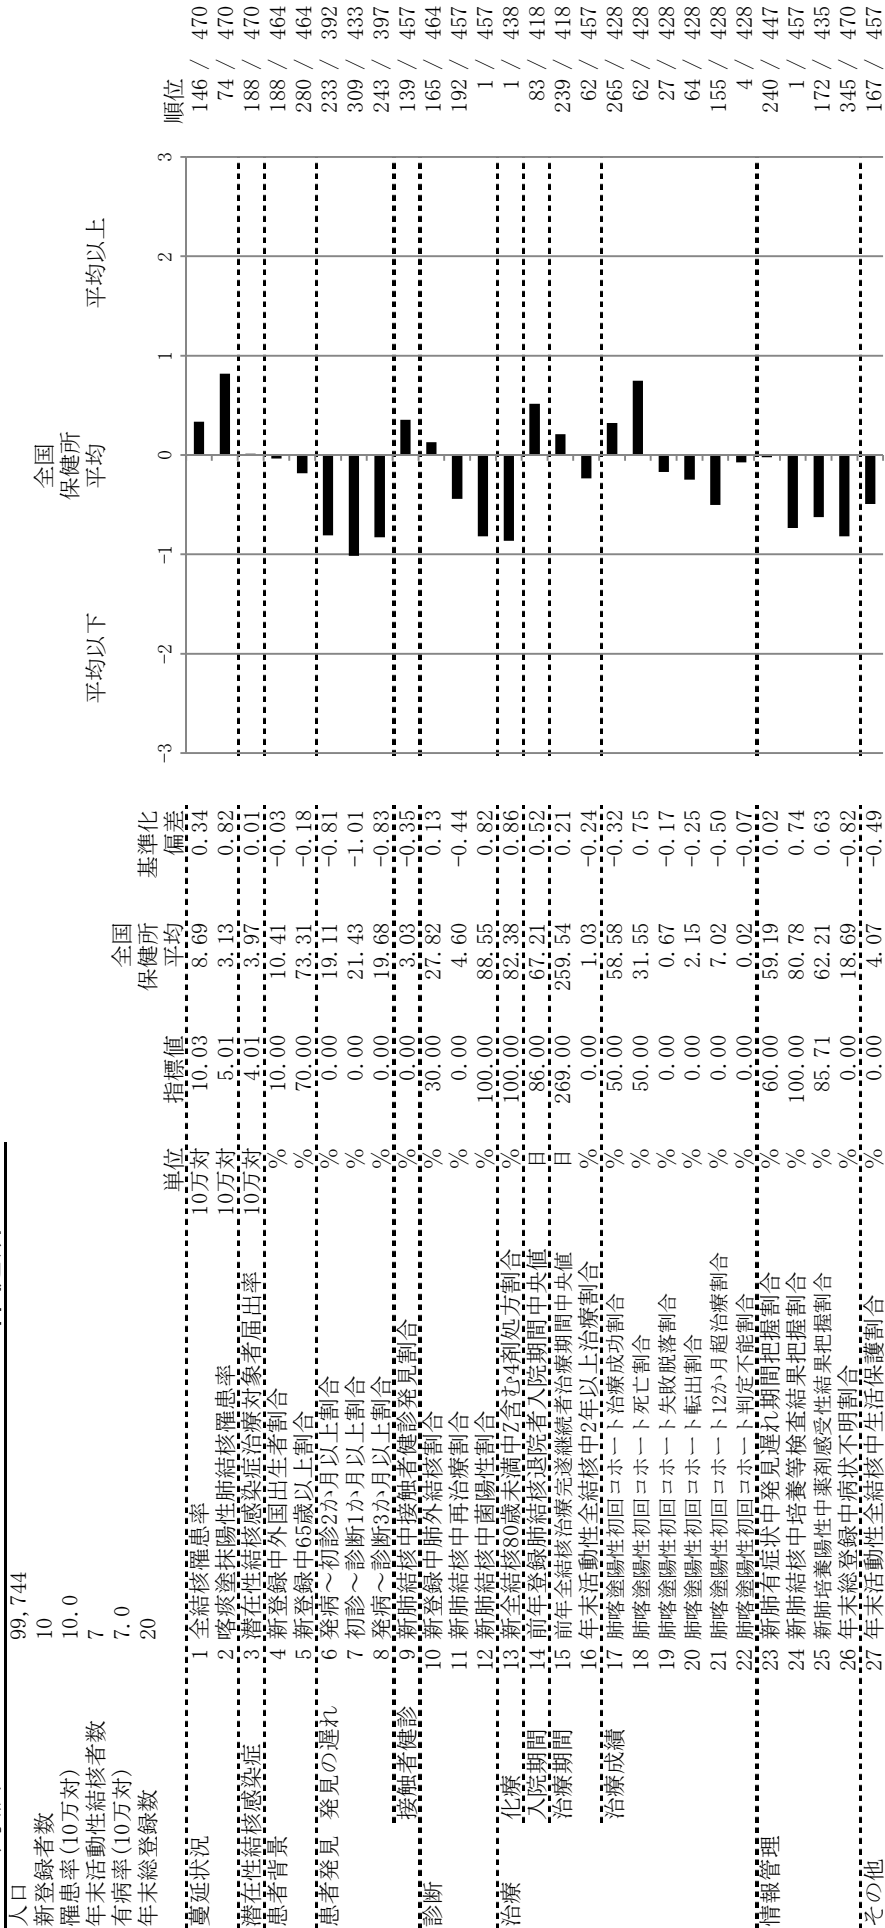 人口 99,744
新登録者数 10
罹患率(10万対) 10.0
年末活動性結核者数 7
有病率(10万対) 7.0
年末総登録数 20
単位 指標値 全国保健所平均 基準化偏差 平均以下 全国保健所平均 平均以上 順位
−3 −2 −1 0 1 2 3
蔓延状況 1 全結核罹患率 10万対 10.03 8.69 0.34 146 / 470
2 喀痰塗抹陽性肺結核罹患率 10万対 5.01 3.13 0.82 74 / 470
潜在性結核感染症 3 潜在性結核感染症治療対象者届出率 10万対 4.01 3.97 0.01 188 / 470
患者背景 4 新登録中外国出生者割合 % 10.00 10.41 −0.03 188 / 464
5 新登録中65歳以上割合 % 70.00 73.31 −0.18 280 / 464
患者発見 発見の遅れ 6 発病～初診2か月以上割合 % 0.00 19.11 −0.81 233 / 392
7 初診～診断1か月以上割合 % 0.00 21.43 −1.01 309 / 433
8 発病～診断3か月以上割合 % 0.00 19.68 −0.83 243 / 397
接触者健診 9 新肺結核中接触者健診発見割合 % 0.00 3.03 −0.35 139 / 457
診断 10 新登録中肺外結核割合 % 30.00 27.82 0.13 165 / 464
11 新肺結核中再治療割合 % 0.00 4.60 −0.44 192 / 457
12 新肺結核中菌陽性割合 % 100.00 88.55 0.82 1 / 457
治療 化療 13 新全結核80歳未満中Z含む4剤処方割合 % 100.00 82.38 0.86 1 / 438
入院期間 14 前年登録肺結核退院者入院期間中央値 日 86.00 67.21 0.52 83 / 418
治療期間 15 前年全結核治療完遂継続者治療期間中央値 日 269.00 259.54 0.21 239 / 418
16 年末活動性全結核中2年以上治療割合 % 0.00 1.03 −0.24 62 / 457
治療成績 17 肺喀塗陽性初回コホート治療成功割合 % 50.00 58.58 −0.32 265 / 428
18 肺喀塗陽性初回コホート死亡割合 % 50.00 31.55 0.75 62 / 428
19 肺喀塗陽性初回コホート失敗脱落割合 % 0.00 0.67 −0.17 27 / 428
20 肺喀塗陽性初回コホート転出割合 % 0.00 2.15 −0.25 64 / 428
21 肺喀塗陽性初回コホート12か月超治療割合 % 0.00 7.02 −0.50 155 / 428
22 肺喀塗陽性初回コホート判定不能割合 % 0.00 0.02 −0.07 4 / 428
情報管理 23 新肺有症状中発見遅れ期間把握割合 % 60.00 59.19 0.02 240 / 447
24 新肺結核中培養等検査結果把握割合 % 100.00 80.78 0.74 1 / 457
25 新肺培養陽性中薬剤感受性結果把握割合 % 85.71 62.21 0.63 172 / 435
26 年末総登録中病状不明割合 % 0.00 18.69 −0.82 345 / 470
その他 27 年末活動性全結核中生活保護割合 % 0.00 4.07 −0.49 167 / 457